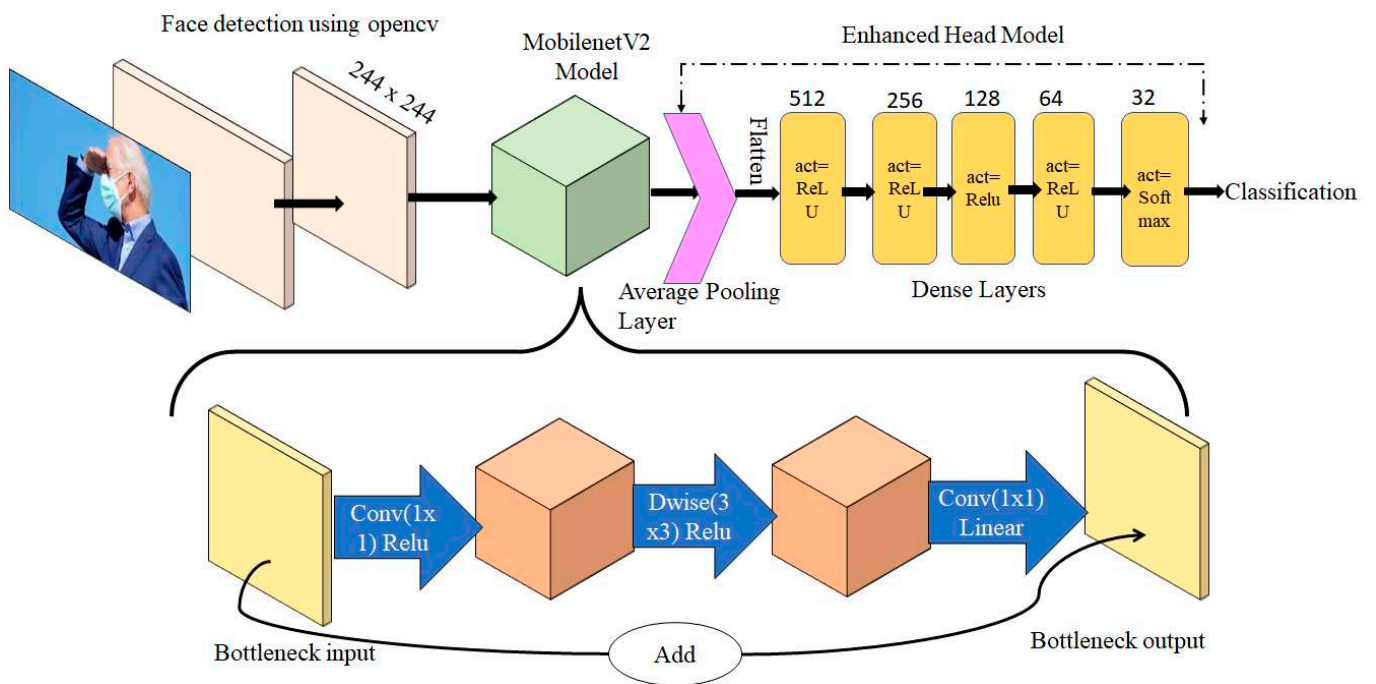 Face detection using opencv
244 x 244
MobilenetV2
Model
Enhanced Head Model
Flatten
512
256
128
64
32
act=
ReL
U
act=
ReL
U
act=
Relu
act=
ReL
U
act=
Soft
max
Classification
Average Pooling
Layer
Dense Layers
Conv(1x
1) Relu
Dwise(3
x3) Relu
Conv(1x1)
Linear
Bottleneck input
Add
Bottleneck output